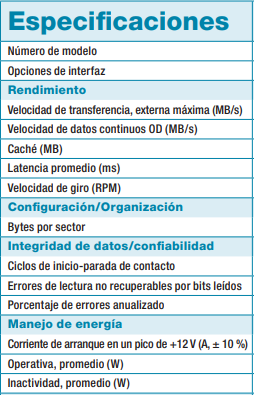 Especificaciones
Número de modelo
Opciones de interfaz
Rendimiento
Velocidad de transferencia, externa máxima (MB/s)
Velocidad de datos continuos OD (MB/s)
Caché (MB)
Latencia promedio (ms)
Velocidad de giro (RPM)
Configuración/Organización
Bytes por sector
Integridad de datos/confiabilidad
Ciclos de inicio-parada de contacto
Errores de lectura no recuperables por bits leídos
Porcentaje de errores anualizado
Manejo de energía
Corriente de arranque en un pico de +12 V (A, ± 10 %)
Operativa, promedio (W)
Inactividad, promedio (W)